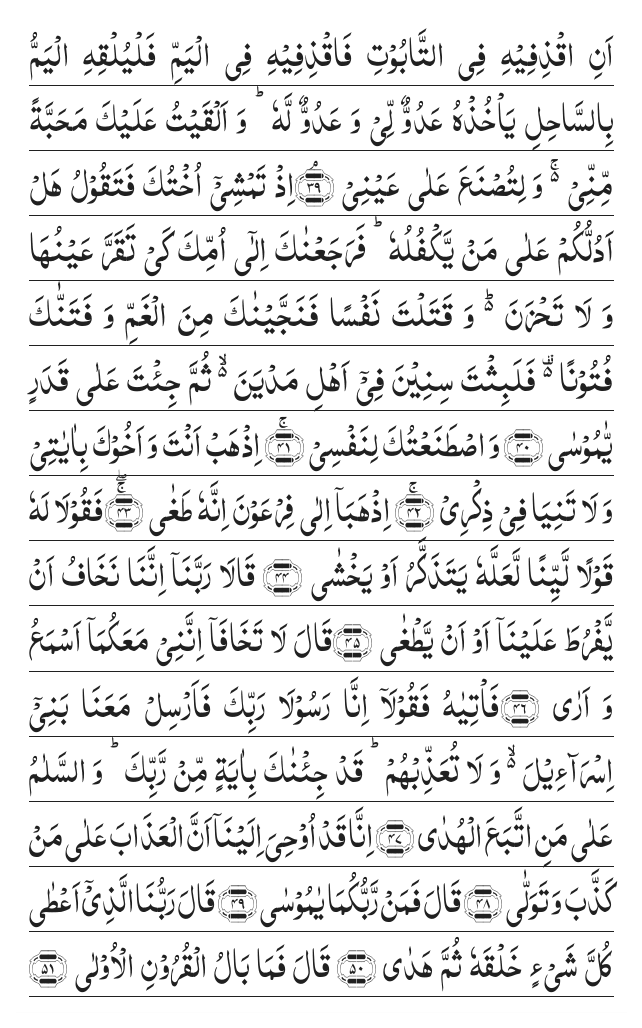 اَنِ اقْذِفِيْهِ فِى التَّابُوْتِ فَاقْذِفِيْهِ فِى الْيَمِّ فَلْيُلْقِهِ الْيَمُّ
بِالسَّاحِلِ يَاْخُذْهُ عَدُوٌّ لِّىْ وَ عَدُوٌّ لَّهٗ ؕ وَ اَلْقَيْتُ عَلَيْكَ مَحَبَّةً
مِّنِّىْ ۬ۚ وَ لِتُصْنَعَ عَلٰى عَيْنِىْ ۘ﴿۳۹﴾ اِذْ تَمْشِىْۤ اُخْتُكَ فَتَقُوْلُ هَلْ
اَدُلُّكُمْ عَلٰى مَنْ يَّكْفُلُهٗ ؕ فَرَجَعْنٰكَ اِلٰٓى اُمِّكَ كَىْ تَقَرَّ عَيْنُهَا
وَ لَا تَحْزَنَ ؕ۬ وَ قَتَلْتَ نَفْسًا فَنَجَّيْنٰكَ مِنَ الْغَمِّ وَ فَتَنّٰكَ
فُتُوْنًا ۬۫ فَلَبِثْتَ سِنِيْنَ فِىْۤ اَهْلِ مَدْيَنَ ۬ۙ ثُمَّ جِئْتَ عَلٰى قَدَرٍ
يّٰمُوْسٰى ﴿۴۰﴾ وَ اصْطَنَعْتُكَ لِنَفْسِىْ ۚ﴿۴۱﴾ اِذْهَبْ اَنْتَ وَ اَخُوْكَ بِاٰيٰتِىْ
وَ لَا تَنِيَا فِىْ ذِكْرِىْ ۚ﴿۴۲﴾ اِذْهَبَاۤ اِلٰى فِرْعَوْنَ اِنَّهٗ طَغٰى ۚۖ﴿۴۳﴾ فَقُوْلَا لَهٗ
قَوْلًا لَّيِّنًا لَّعَلَّهٗ يَتَذَكَّرُ اَوْ يَخْشٰى ﴿۴۴﴾ قَالَا رَبَّنَاۤ اِنَّنَا نَخَافُ اَنْ
يَّفْرُطَ عَلَيْنَاۤ اَوْ اَنْ يَّطْغٰى ﴿۴۵﴾ قَالَ لَا تَخَافَاۤ اِنَّنِىْ مَعَكُمَاۤ اَسْمَعُ
وَ اَرٰى ﴿۴۶﴾ فَاْتِيٰهُ فَقُوْلَاۤ اِنَّا رَسُوْلَا رَبِّكَ فَاَرْسِلْ مَعَنَا بَنِىْۤ
اِسْرَآءِيْلَ ۬ۙ وَ لَا تُعَذِّبْهُمْ ؕ قَدْ جِئْنٰكَ بِاٰيَةٍ مِّنْ رَّبِّكَ ؕ وَ السَّلٰمُ
عَلٰى مَنِ اتَّبَعَ الْهُدٰى ﴿۴۷﴾ اِنَّا قَدْ اُوْحِىَ اِلَيْنَاۤ اَنَّ الْعَذَابَ عَلٰى مَنْ
كَذَّبَ وَ تَوَلّٰى ﴿۴۸﴾ قَالَ فَمَنْ رَّبُّكُمَا يٰمُوْسٰى ﴿۴۹﴾ قَالَ رَبُّنَا الَّذِىْۤ اَعْطٰى
كُلَّ شَىْءٍ خَلْقَهٗ ثُمَّ هَدٰى ﴿۵۰﴾ قَالَ فَمَا بَالُ الْقُرُوْنِ الْاُوْلٰى ﴿۵۱﴾